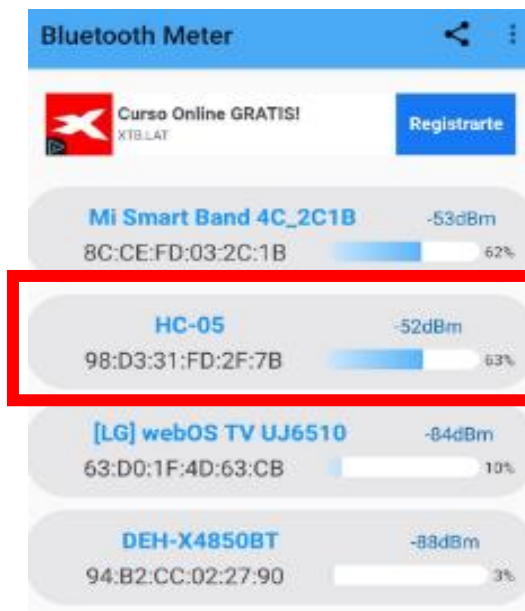 Bluetooth Meter
Curso Online GRATIS!
XTB.LAT
Registrarte
Mi Smart Band 4C_2C1B -53dBm
8C:CE:FD:03:2C:1B 62%
HC-05 -52dBm
98:D3:31:FD:2F:7B 63%
[LG] webOS TV UJ6510 -84dBm
63:D0:1F:4D:63:CB 10%
DEH-X4850BT -88dBm
94:B2:CC:02:27:90 3%